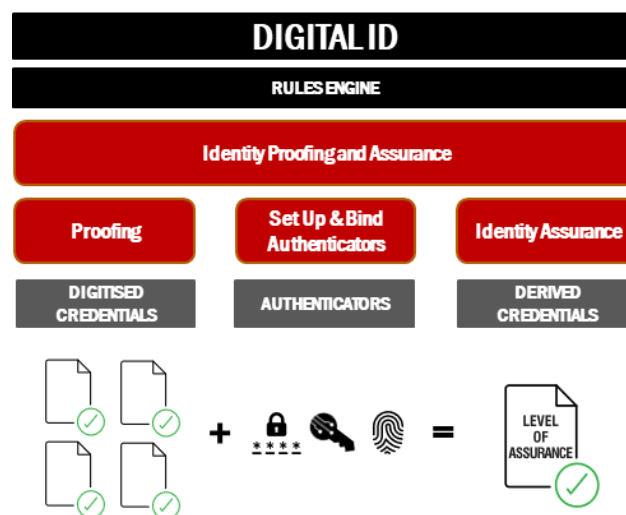 DIGITAL ID
RULES ENGINE
Identity Proofing and Assurance
Proofing
Set Up & Bind
Authenticators
Identity Assurance
DIGITISED
CREDENTIALS
AUTHENTICATORS
DERIVED
CREDENTIALS
+
****
=
LEVEL
OF
ASSURANCE